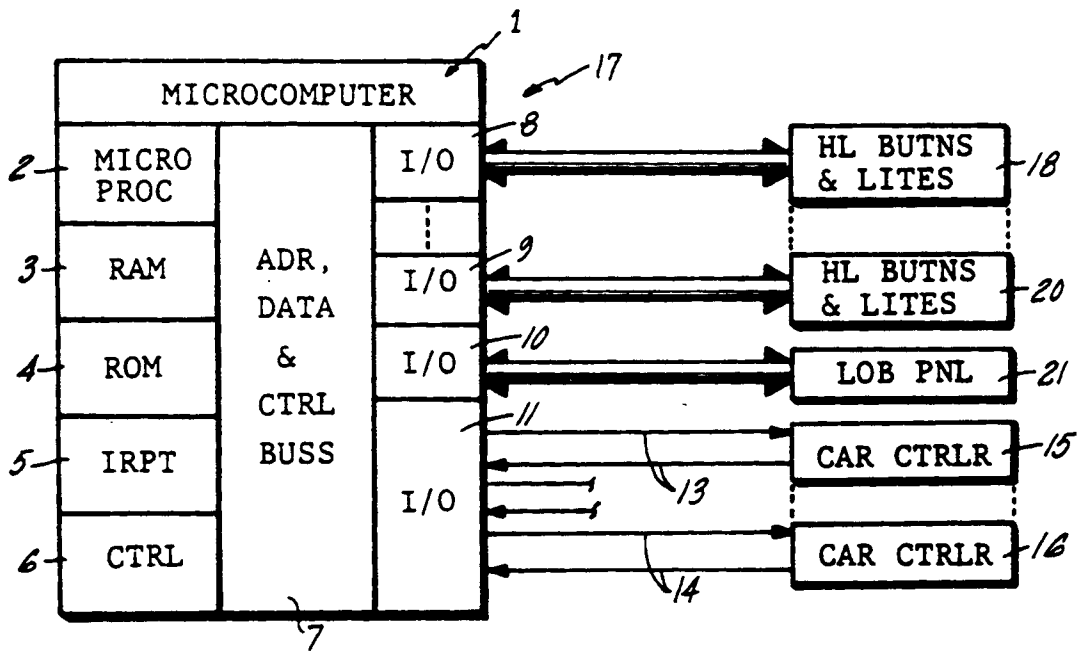 1
17
MICROCOMPUTER
2
MICRO
PROC
3
RAM
4
ROM
5
IRPT
6
CTRL
ADR,
DATA
&
CTRL
BUSS
7
8
I/O
9
I/O
10
I/O
11
I/O
HL BUTNS
& LITES
18
HL BUTNS
& LITES
20
LOB PNL
21
13
CAR CTRLR
15
14
CAR CTRLR
16